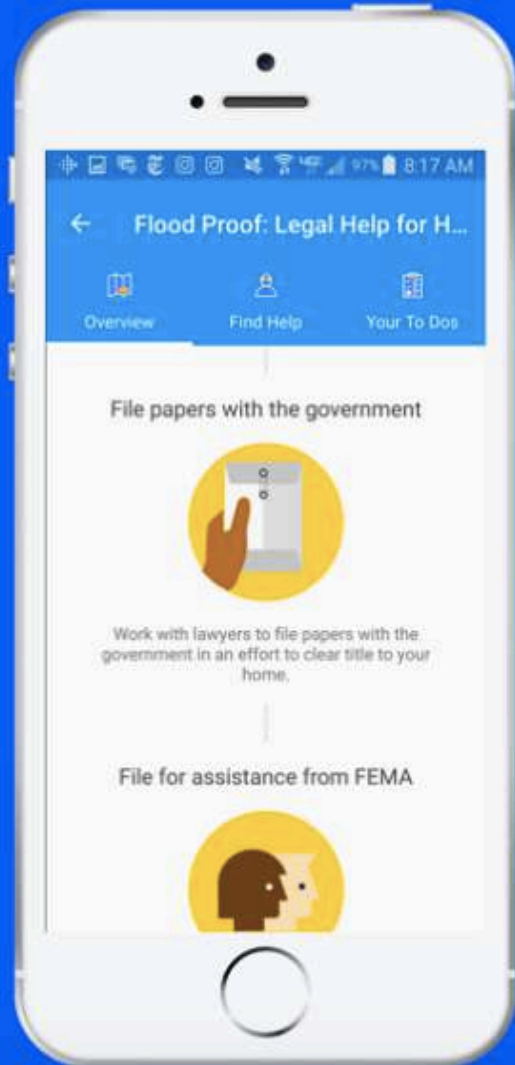 97% 8:17 AM
Flood Proof: Legal Help for H...
Overview Find Help Your To Dos
File papers with the government
Work with lawyers to file papers with the
government in an effort to clear title to your
home.
File for assistance from FEMA